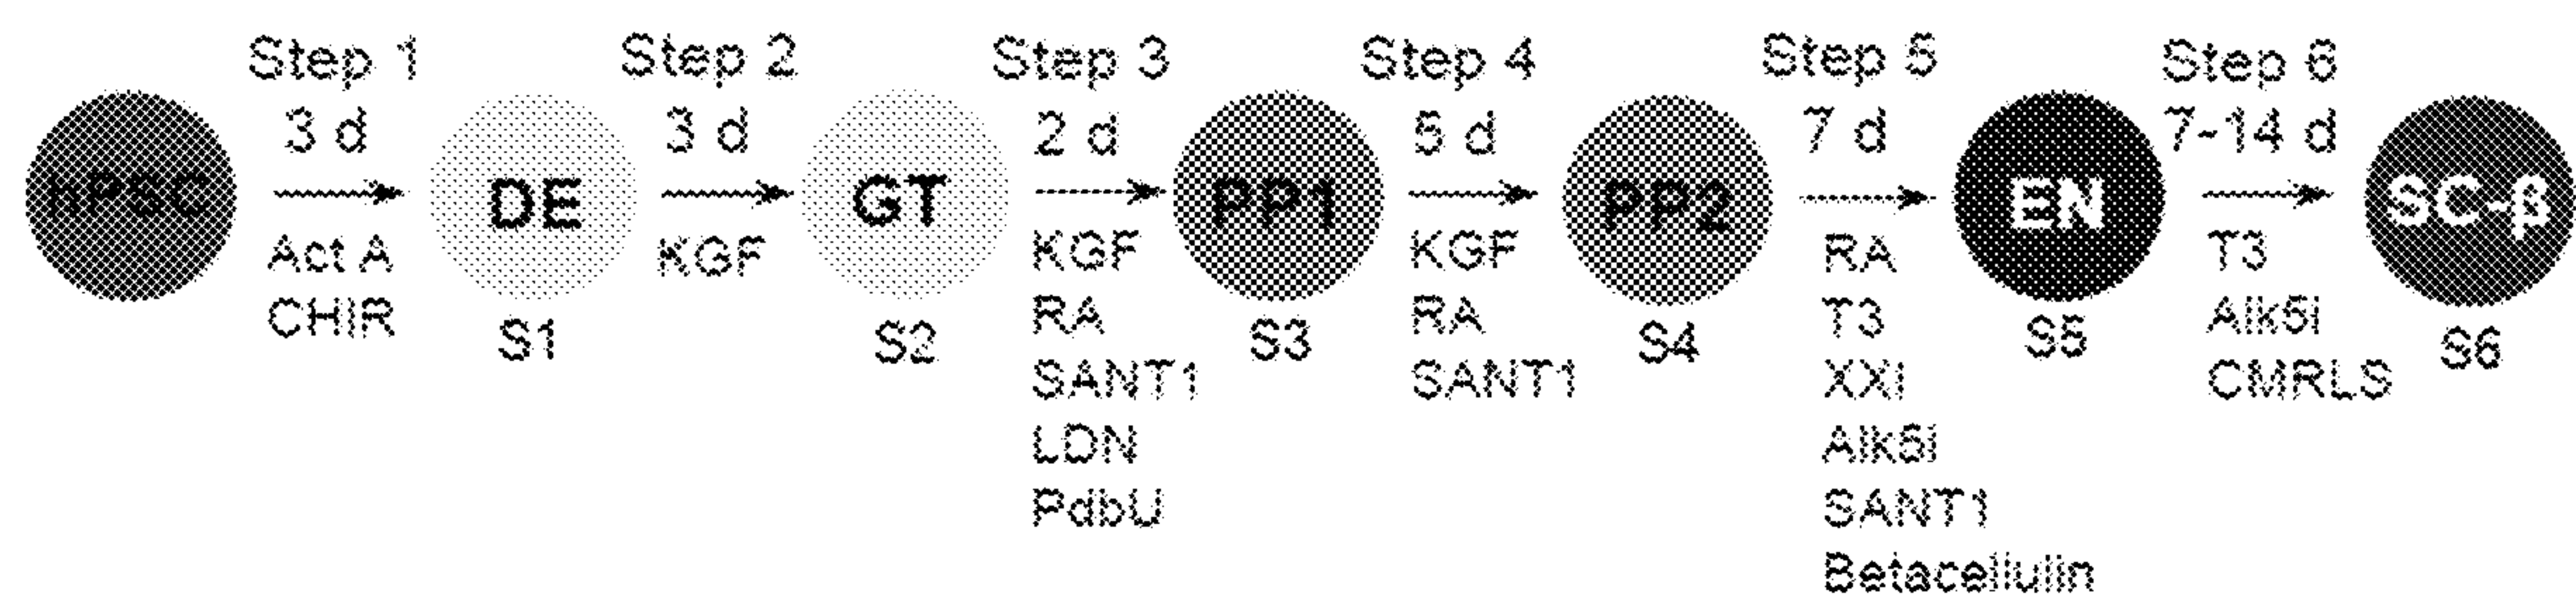 Step 1
3 d
Step 2
3 d
Step 3
2 d
Step 4
5 d
Step 5
7 d
Step 6
7-14 d
hPSC
DE
GT
PP1
PP2
EN
SC-β
Act A
CHIR
S1
KGF
S2
KGF
RA
SANT1
LDN
PdbU
S3
KGF
RA
SANT1
S4
RA
T3
XXI
Alk5i
SANT1
Betacellulin
S5
T3
Alk5i
CMRLS
S6